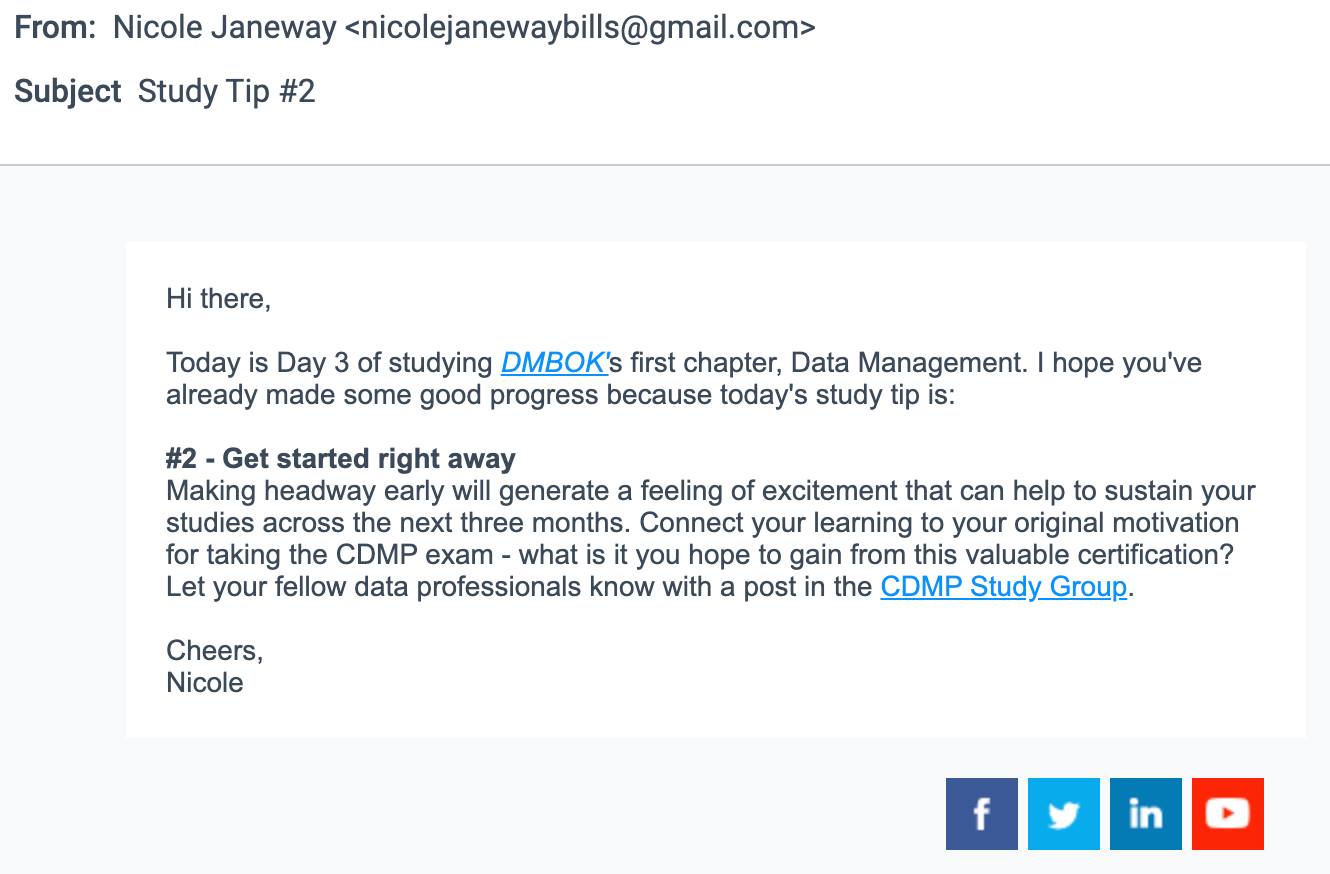 From: Nicole Janeway <nicolejanewaybills@gmail.com>
Subject Study Tip #2
Hi there,
Today is Day 3 of studying DMBOK's first chapter, Data Management. I hope you've
already made some good progress because today's study tip is:
#2 - Get started right away
Making headway early will generate a feeling of excitement that can help to sustain your
studies across the next three months. Connect your learning to your original motivation
for taking the CDMP exam - what is it you hope to gain from this valuable certification?
Let your fellow data professionals know with a post in the CDMP Study Group.
Cheers,
Nicole
f
in